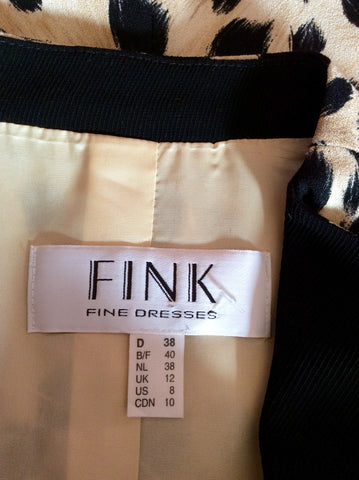 FINK
FINE DRESSES
D 38
B/F 40
NL 38
UK 12
US 8
CDN 10